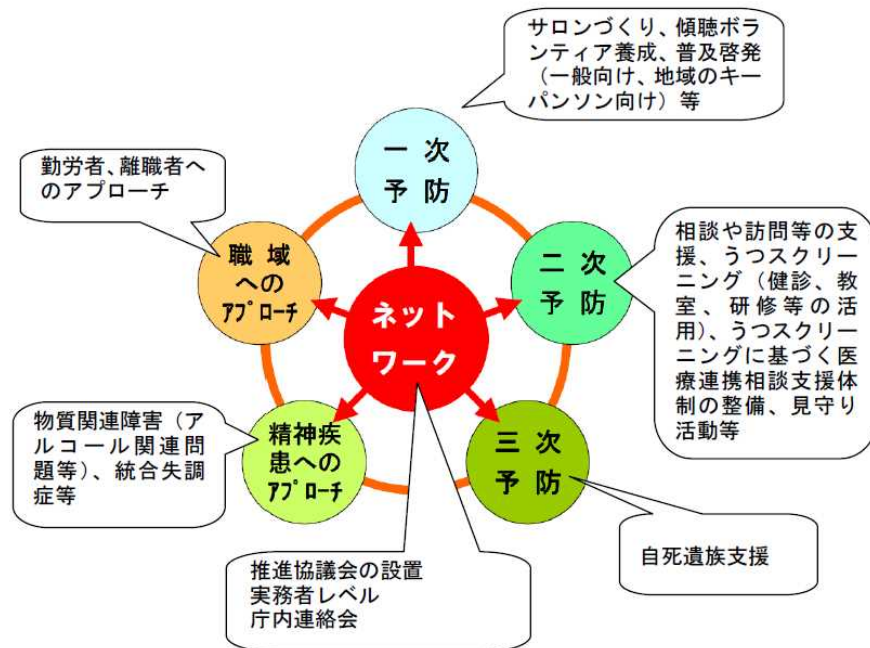 サロンづくり、傾聴ボラ
ンティア養成、普及啓発
（一般向け、地域のキー
パンソン向け）等
一次
予防
勤労者、離職者へ
のアプローチ
職域
への
アプローチ
ネット
ワーク
二次
予防
相談や訪問等の支
援、うつスクリー
ニング（健診、教
室、研修等の活
用）、うつスクリー
ニングに基づく医
療連携相談支援体
制の整備、見守り
活動等
物質関連障害（ア
ルコール関連問
題等）、統合失調
症等
精神疾
患への
アプローチ
三次
予防
推進協議会の設置
実務者レベル
庁内連絡会
自死遺族支援